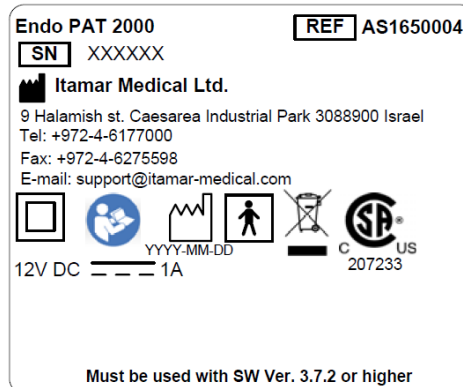 Endo PAT 2000
REF AS1650004
SN XXXXXX
Itamar Medical Ltd.
9 Halamish st. Caesarea Industrial Park 3088900 Israel
Tel: +972-4-6177000
Fax: +972-4-6275598
E-mail: support@itamar-medical.com
YYYY-MM-DD
SA ®
C US
207233
12V DC 1A
Must be used with SW Ver. 3.7.2 or higher